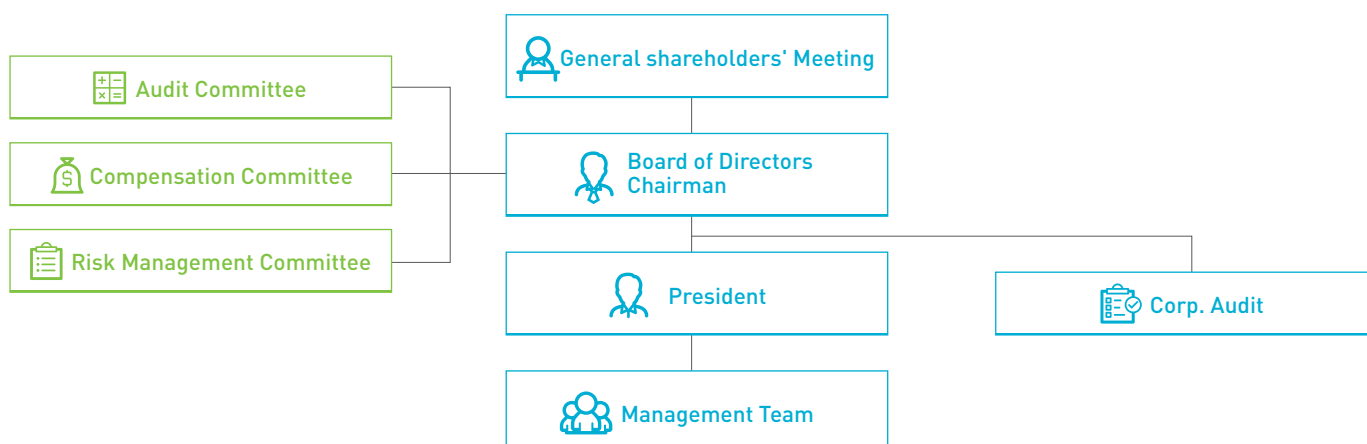 General shareholders' Meeting
Audit Committee
Compensation Committee
Risk Management Committee
Board of Directors
Chairman
President
Corp. Audit
Management Team